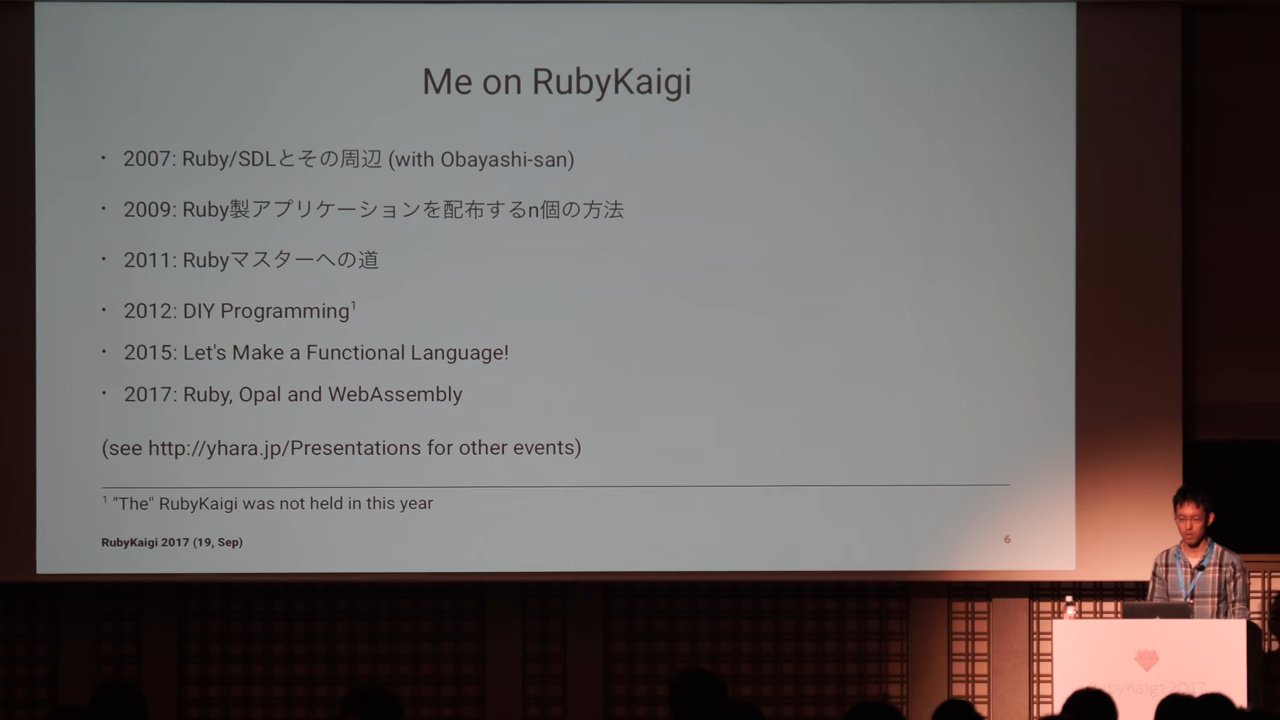 Me on RubyKaigi
• 2007: Ruby/SDLとその周辺 (with Obayashi-san)
• 2009: Ruby製アプリケーションを配布するn個の方法
• 2011: Rubyマスターへの道
• 2012: DIY Programming¹
• 2015: Let's Make a Functional Language!
• 2017: Ruby, Opal and WebAssembly
(see http://yhara.jp/Presentations for other events)
¹ "The" RubyKaigi was not held in this year
RubyKaigi 2017 (19, Sep)
6
RubyKaigi2017